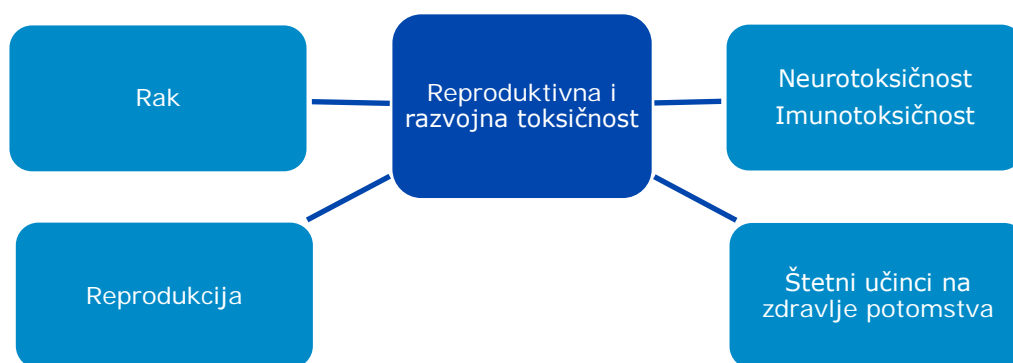 Rak
Reproduktivna i
razvojna toksičnost
Neurotoksičnost
Imunotoksičnost
Reprodukcija
Štetni učinci na
zdravlje potomstva